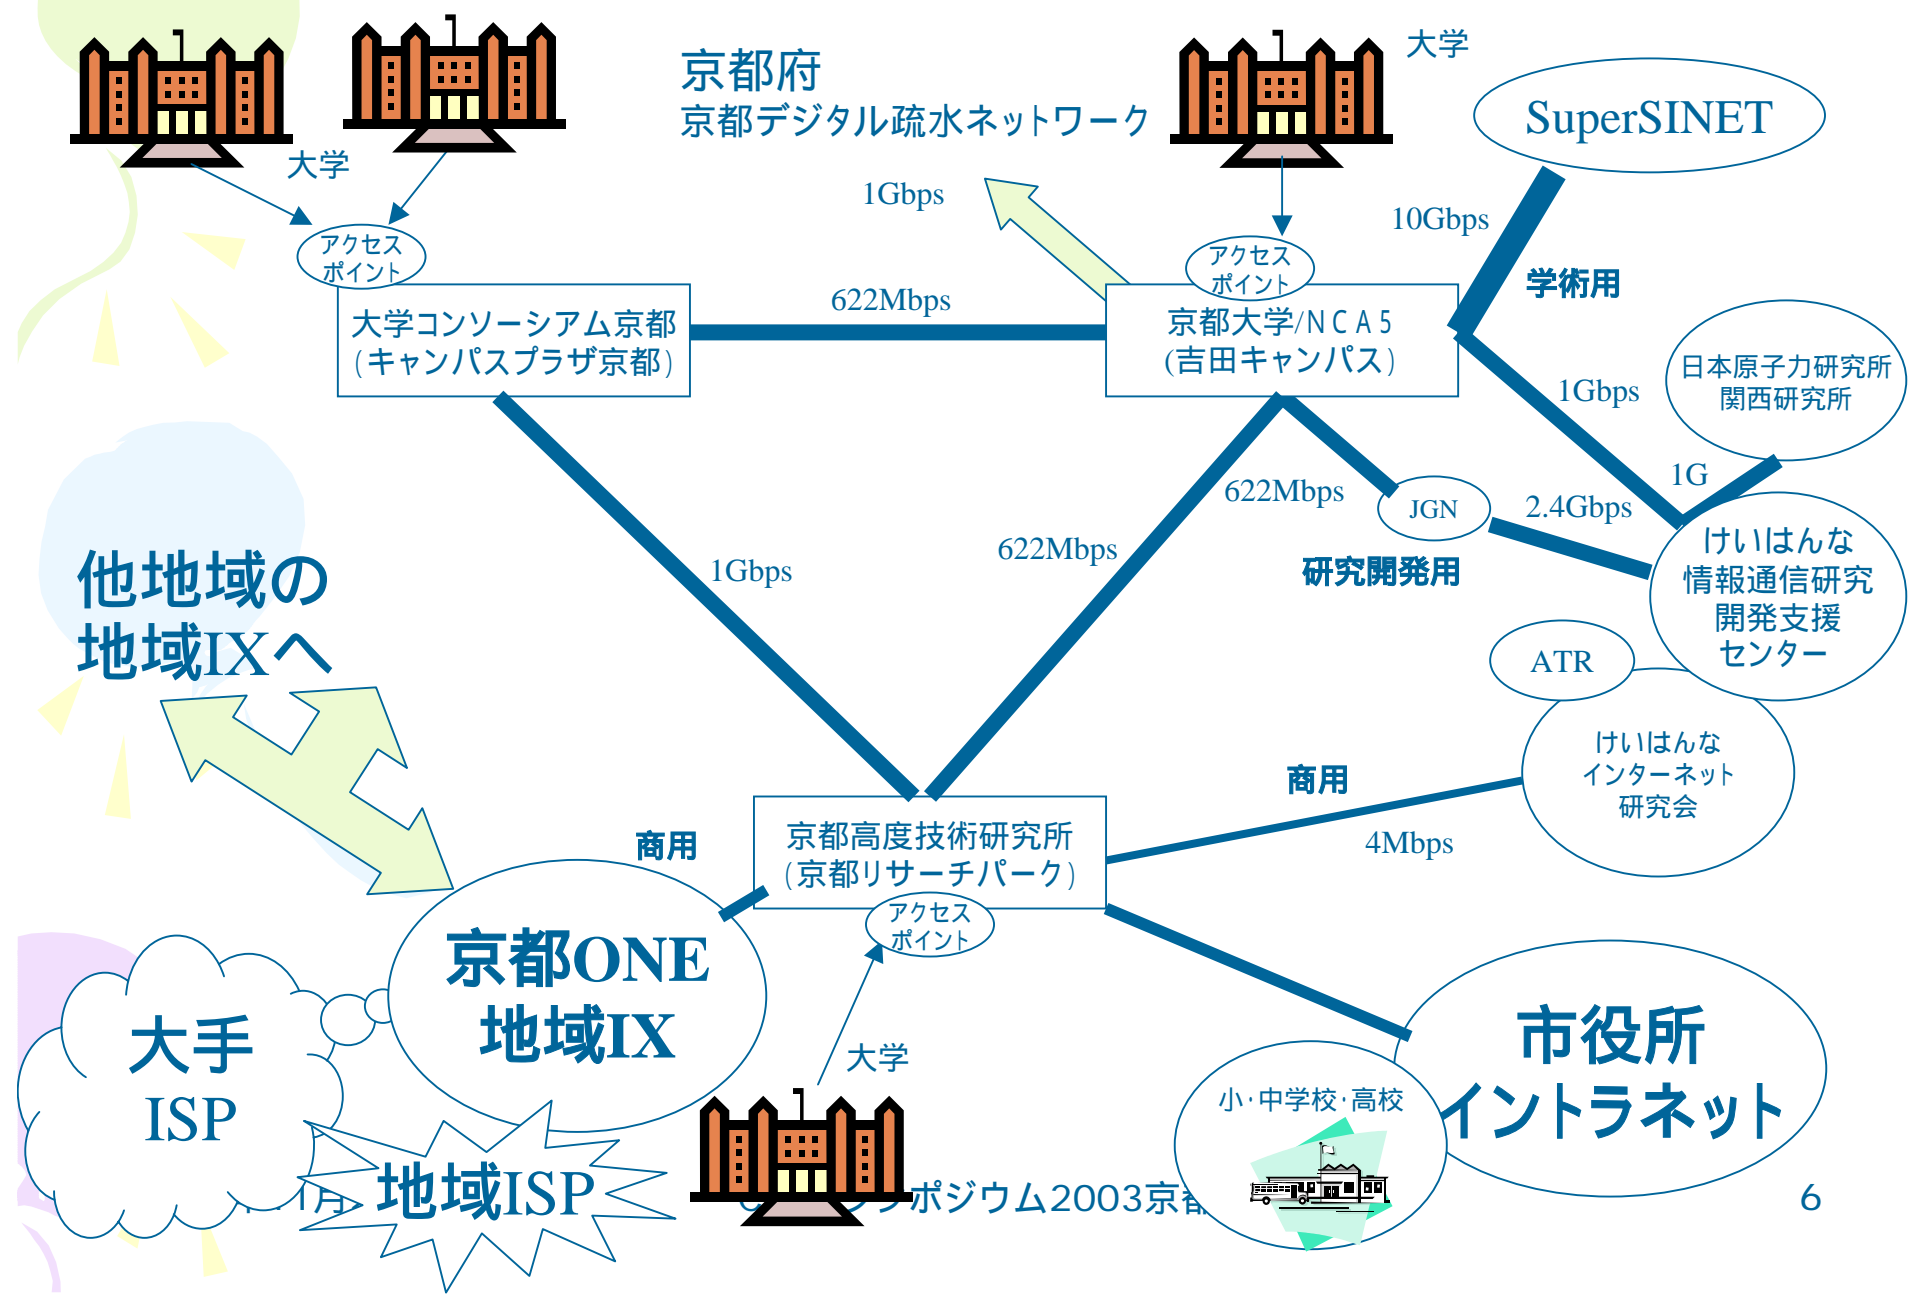 京都府
京都デジタル疏水ネットワーク
大学
大学
SuperSINET
1Gbps
10Gbps
学術用
アクセス
ポイント
アクセス
ポイント
622Mbps
大学コンソーシアム京都
(キャンパスプラザ京都)
京都大学/NCA5
(吉田キャンパス)
1Gbps
日本原子力研究所
関西研究所
1G
622Mbps
JGN
2.4Gbps
622Mbps
1Gbps
研究開発用
けいはんな
情報通信研究
開発支援
センター
他地域の
地域IXへ
ATR
けいはんな
インターネット
研究会
商用
4Mbps
商用
京都高度技術研究所
(京都リサーチパーク)
アクセス
ポイント
京都ONE
地域IX
大手
ISP
大学
市役所
イントラネット
小・中学校・高校
地域ISP
月
ポジウム2003京都
6